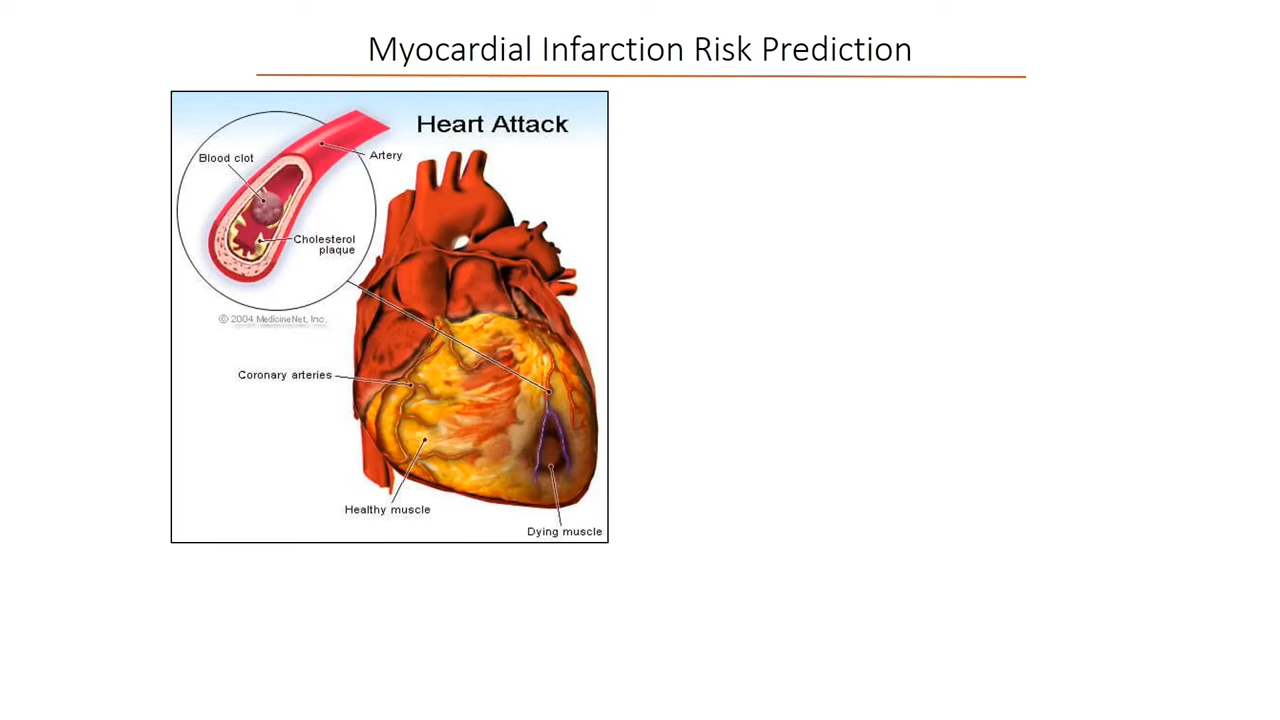 Myocardial Infarction Risk Prediction
Heart Attack
Blood clot
Artery
Cholesterol
plaque
© 2004 MedicineNet, Inc.
Coronary arteries
Healthy muscle
Dying muscle